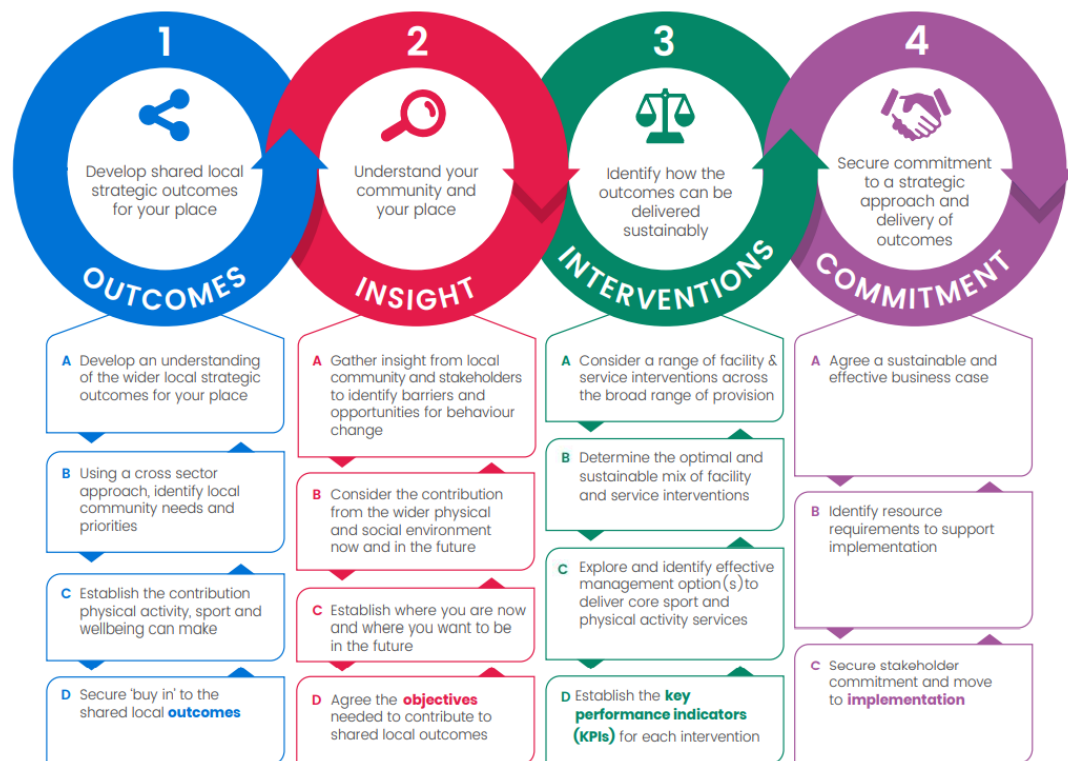 1
Develop shared local
strategic outcomes
for your place
OUTCOMES
A Develop an understanding
of the wider local strategic
outcomes for your place
B Using a cross sector
approach, identify local
community needs and
priorities
C Establish the contribution
physical activity, sport and
wellbeing can make
D Secure 'buy in' to the
shared local outcomes
2
Understand your
community and
your place
INSIGHT
A Gather insight from local
community and stakeholders
to identify barriers and
opportunities for behaviour
change
B Consider the contribution
from the wider physical
and social environment
now and in the future
C Establish where you are now
and where you want to be
in the future
D Agree the objectives
needed to contribute to
shared local outcomes
3
Identify how the
outcomes can be
delivered
sustainably
INTERVENTIONS
A Consider a range of facility &
service interventions across
the broad range of provision
B Determine the optimal and
sustainable mix of facility
and service interventions
C Explore and identify effective
management option(s)to
deliver core sport and
physical activity services
D Establish the key
performance indicators
(KPIs) for each intervention
4
Secure commitment
to a strategic
approach and
delivery of
outcomes
COMMITMENT
A Agree a sustainable and
effective business case
B Identify resource
requirements to support
implementation
C Secure stakeholder
commitment and move
to implementation